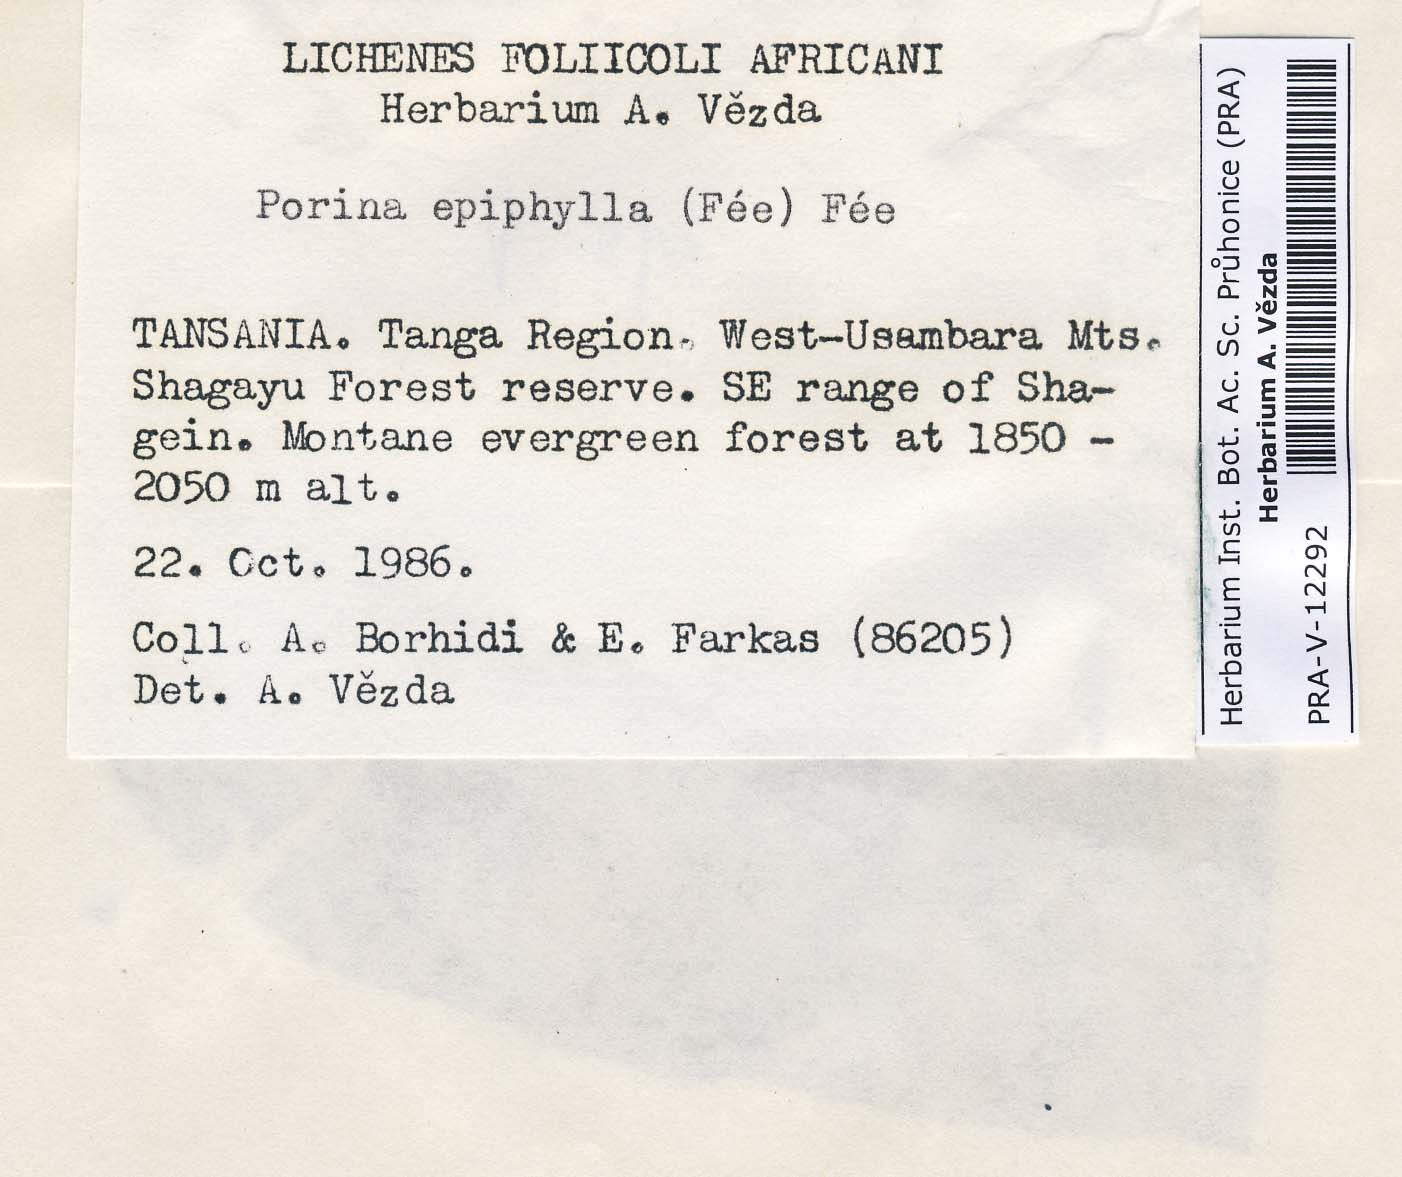 LICHENES FOLIICOLI AFRICANI
Herbarium A. Vězda
Porina epiphylla (Fée) Fée
TANSANIA. Tanga Region. West-Usambara Mts.
Shagayu Forest reserve. SE range of Sha-
gein. Montane evergreen forest at 1850 -
2050 m alt.
22. Oct. 1986.
Coll. A. Borhidi & E. Farkas (86205)
Det. A. Vězda
Herbarium Inst. Bot. Ac. Sc. Průhonice (PRA)
Herbarium A. Vězda
PRA-V-12292